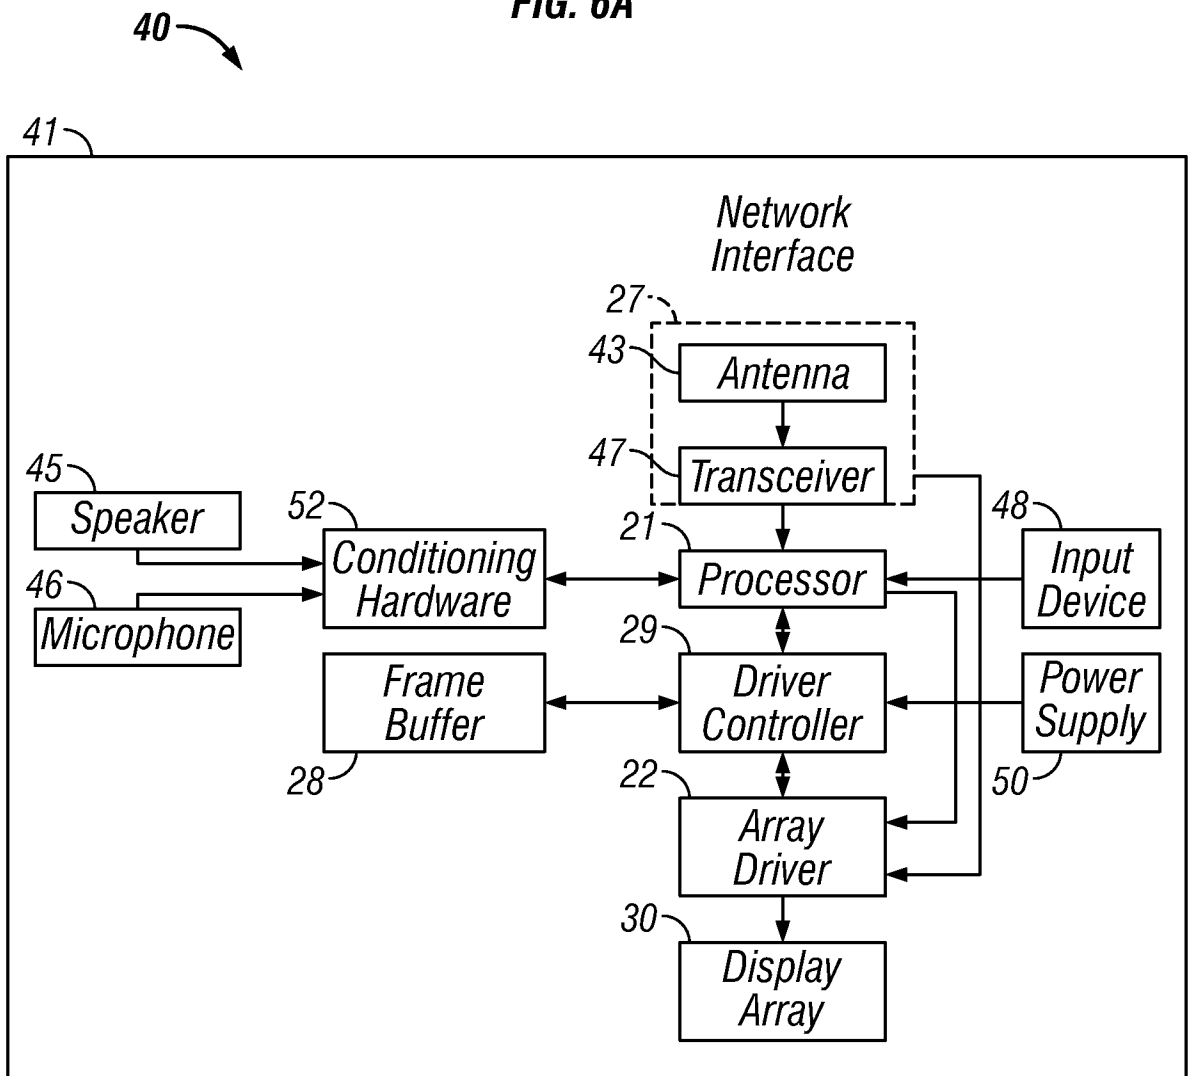 FIG. 6A
40
41
Network
Interface
27
43
Antenna
47
Transceiver
45
Speaker
52
Conditioning
Hardware
21
Processor
48
Input
Device
46
Microphone
29
Driver
Controller
Frame
Buffer
28
Power
Supply
50
22
Array
Driver
30
Display
Array